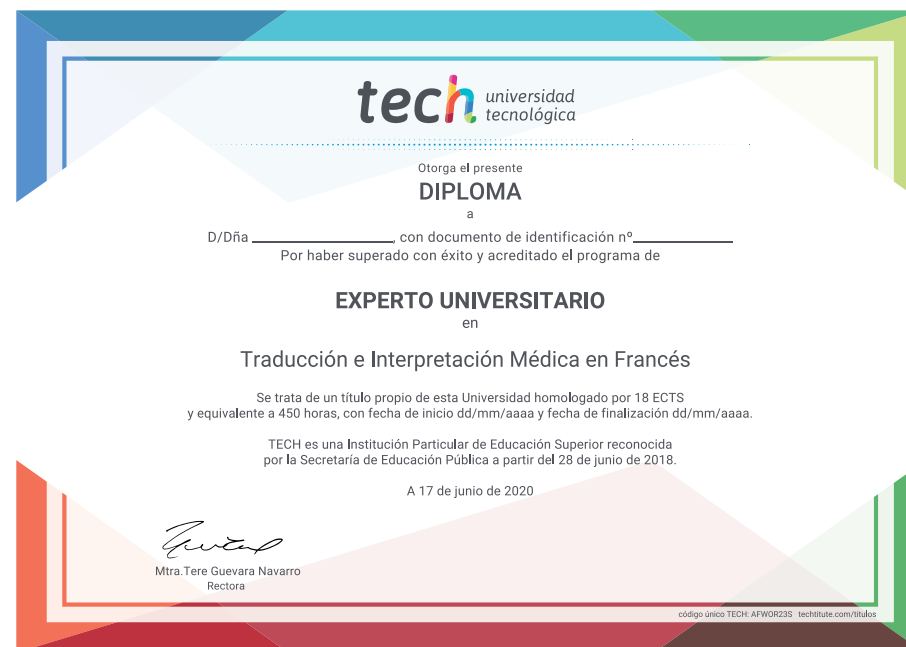 tech universidad
tecnológica
Otorga el presente
DIPLOMA
a
D/Dña ____________________, con documento de identificación nº______________
Por haber superado con éxito y acreditado el programa de
EXPERTO UNIVERSITARIO
en
Traducción e Interpretación Médica en Francés
Se trata de un título propio de esta Universidad homologado por 18 ECTS
y equivalente a 450 horas, con fecha de inicio dd/mm/aaaa y fecha de finalización dd/mm/aaaa.
TECH es una Institución Particular de Educación Superior reconocida
por la Secretaría de Educación Pública a partir del 28 de junio de 2018.
A 17 de junio de 2020
Mtra.Tere Guevara Navarro
Rectora
código único TECH: AFWOR23S techtitute.com/titulos